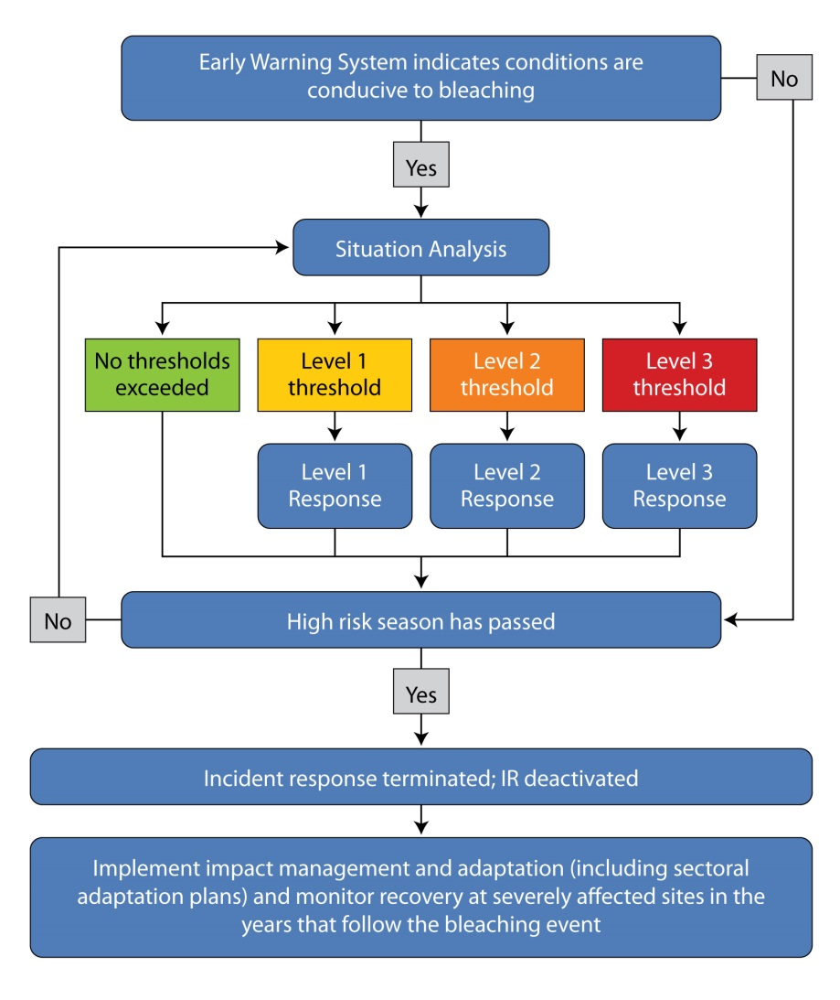 Early Warning System indicates conditions are
conducive to bleaching
No
Yes
Situation Analysis
No thresholds
exceeded
Level 1
threshold
Level 2
threshold
Level 3
threshold
Level 1
Response
Level 2
Response
Level 3
Response
No
High risk season has passed
Yes
Incident response terminated; IR deactivated
Implement impact management and adaptation (including sectoral
adaptation plans) and monitor recovery at severely affected sites in the
years that follow the bleaching event